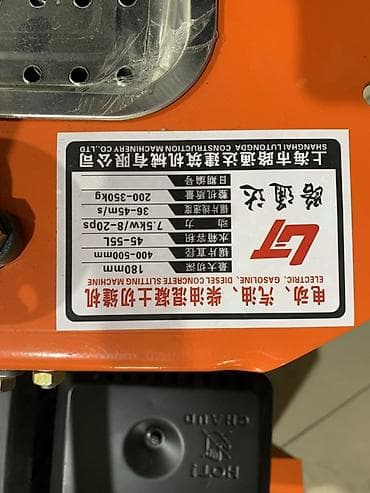 电动、汽油、柴油混凝土切缝机
ELECTRIC、GASOLINE、DIESEL CONCRETE SLITTING MACHINE
LT
路通达
最大切深 180mm
锯片直径 400-500mm
水箱容积 45-55L
动 力 7.5kw/8-20ps
锯片线速度 36-45m/s
整机质量 200-350kg
日期编号
上海市路通达建筑机械有限公司
SHANGHAI LUTONGDA CONSTRUCTION MACHINERY CO.,LTD
HOT!
CHAUD